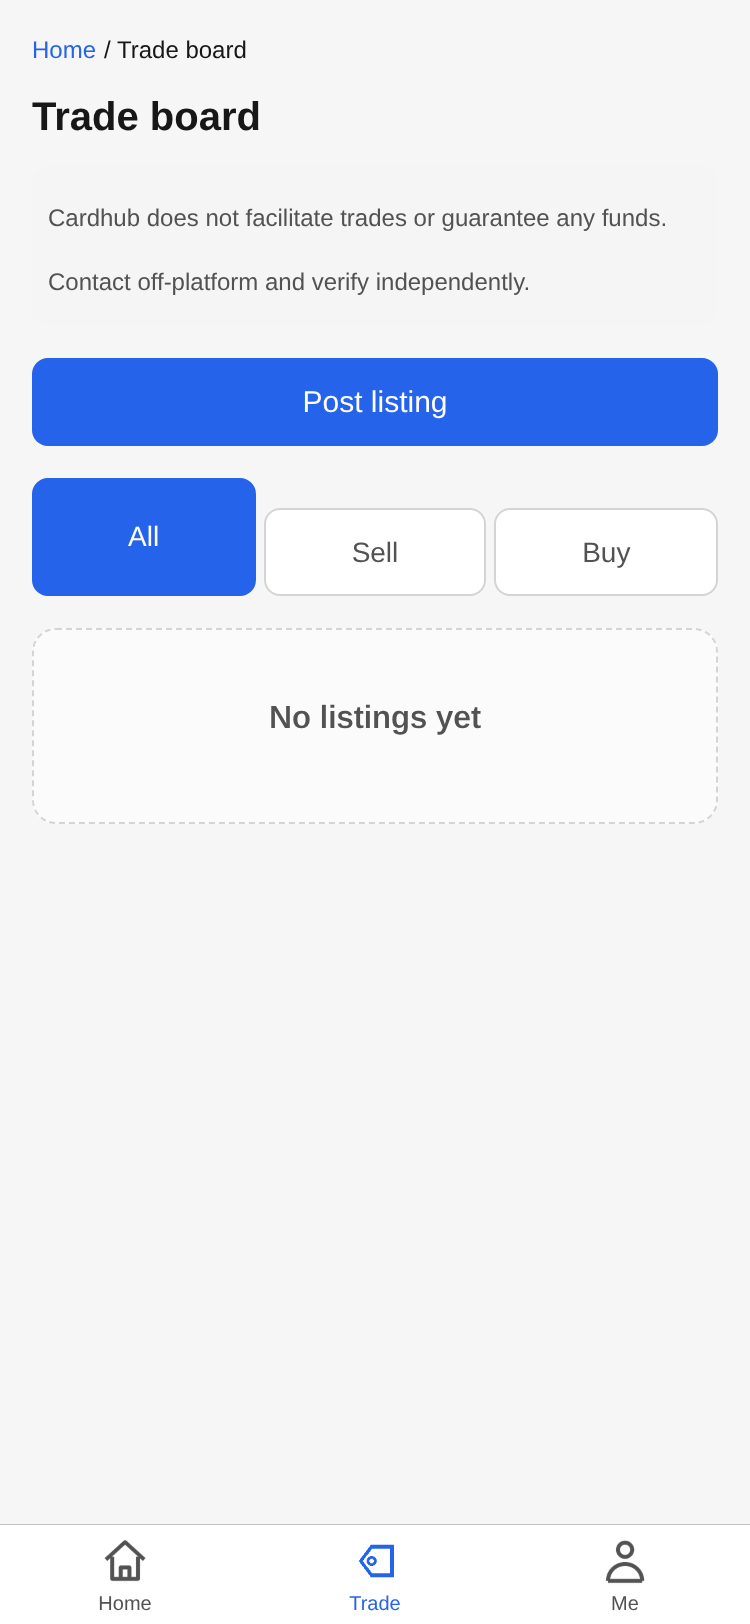 Home / Trade board
Trade board
Cardhub does not facilitate trades or guarantee any funds.
Contact off-platform and verify independently.
Post listing
All
Sell
Buy
No listings yet
Home
Trade
Me